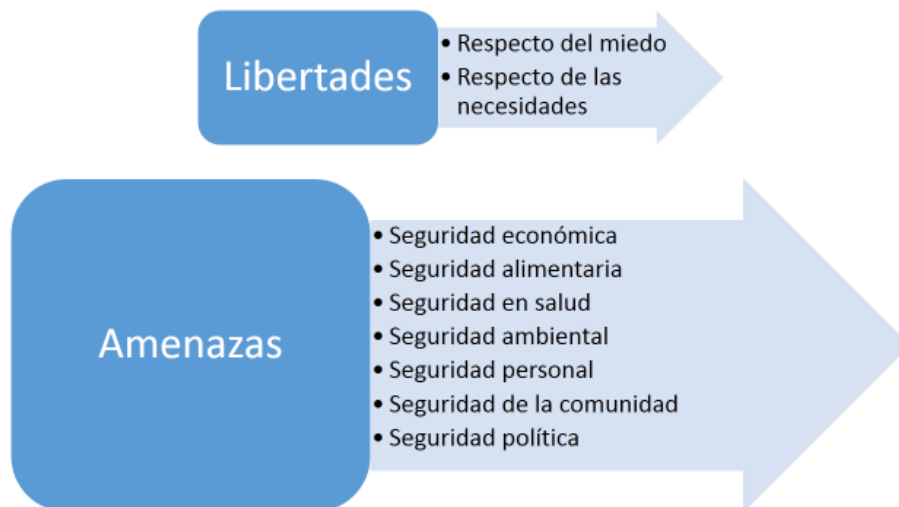 Libertades
• Respecto del miedo
• Respecto de las
necesidades
Amenazas
• Seguridad económica
• Seguridad alimentaria
• Seguridad en salud
• Seguridad ambiental
• Seguridad personal
• Seguridad de la comunidad
• Seguridad política